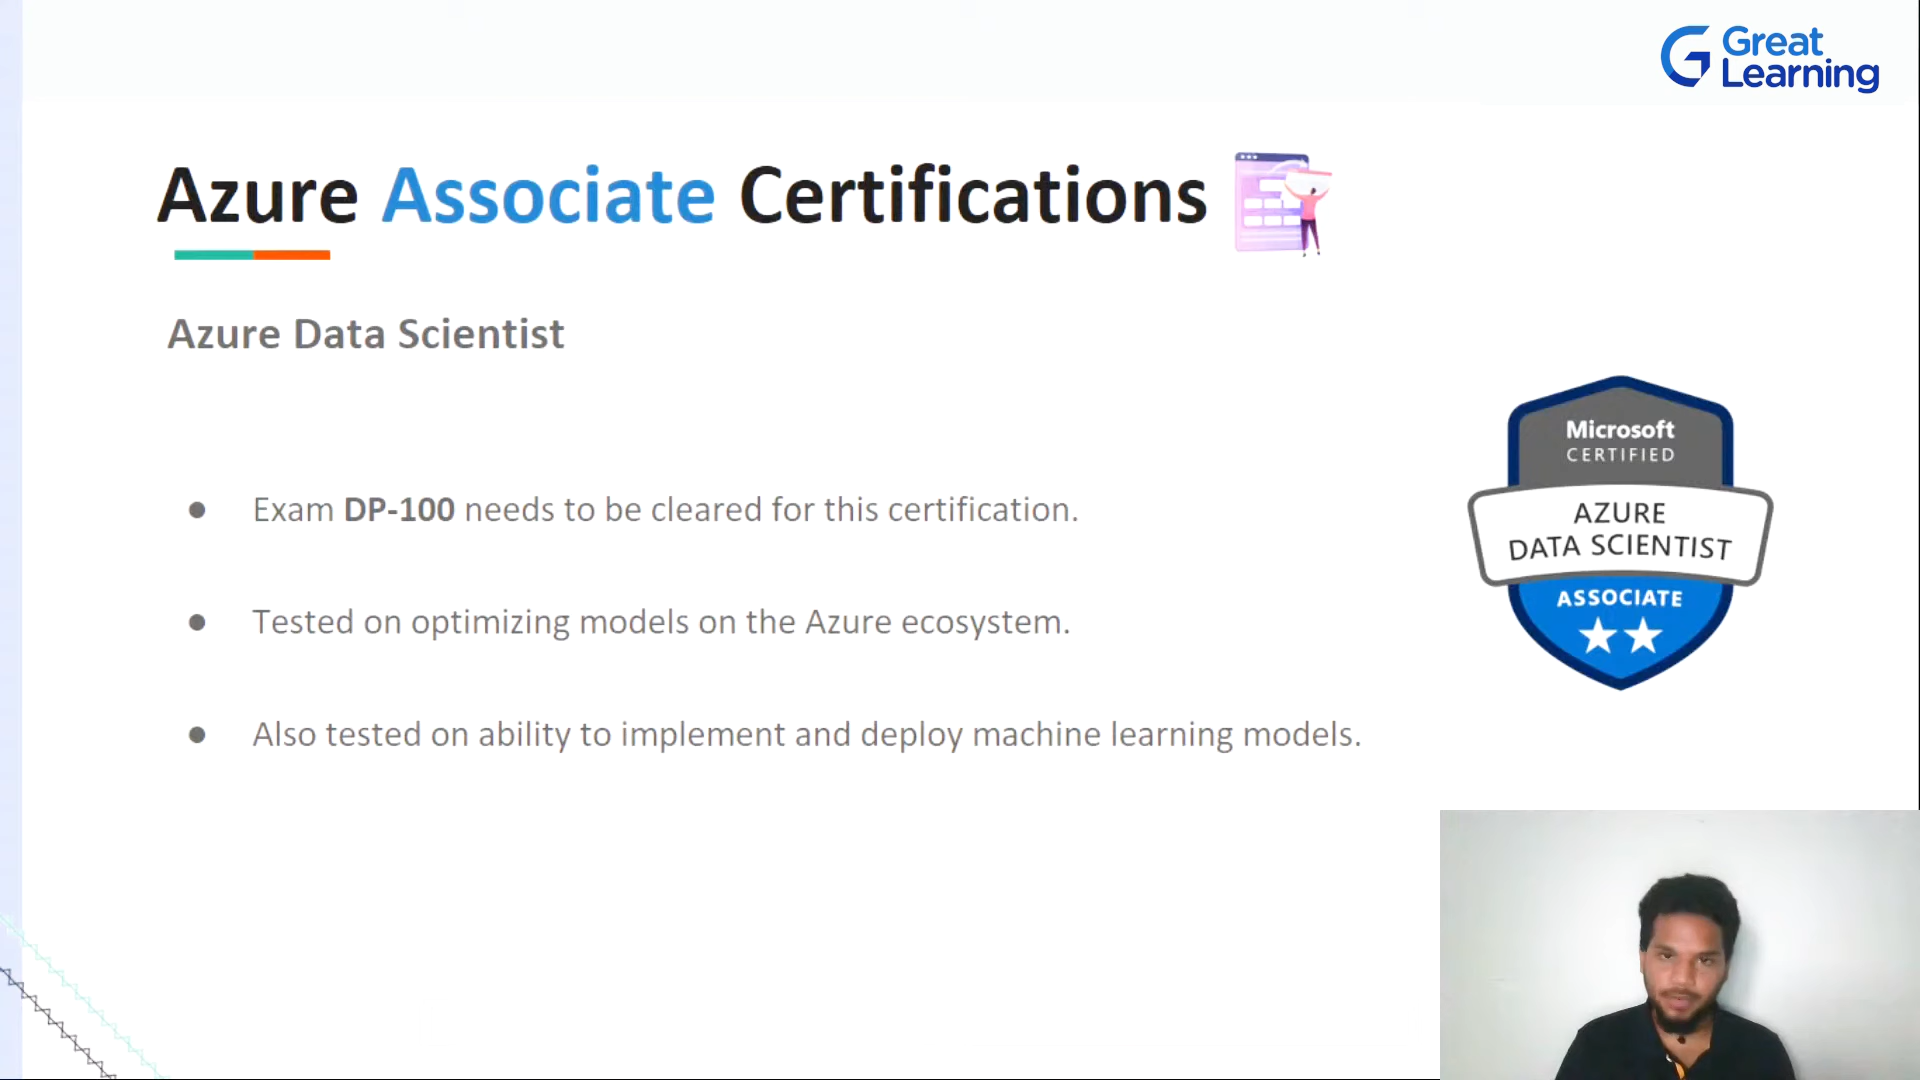 Great
Learning
Azure Associate Certifications
Azure Data Scientist
● Exam DP-100 needs to be cleared for this certification.
● Tested on optimizing models on the Azure ecosystem.
● Also tested on ability to implement and deploy machine learning models.
Microsoft
CERTIFIED
AZURE
DATA SCIENTIST
ASSOCIATE